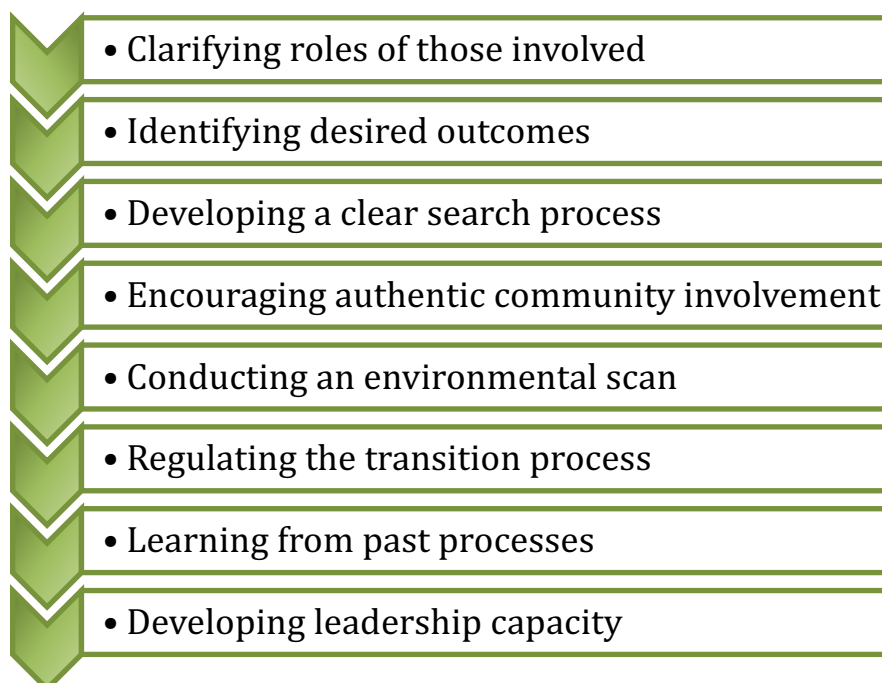 • Clarifying roles of those involved
• Identifying desired outcomes
• Developing a clear search process
• Encouraging authentic community involvement
• Conducting an environmental scan
• Regulating the transition process
• Learning from past processes
• Developing leadership capacity